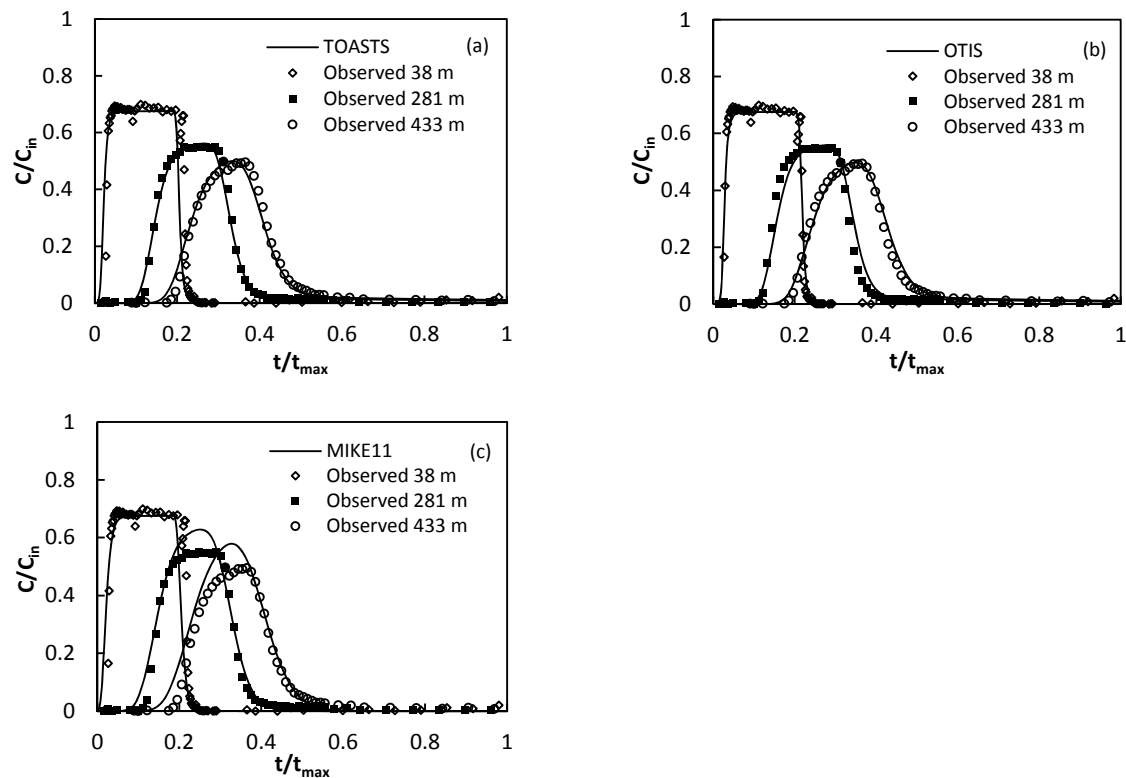 1
0.8
0.6
0.4
0.2
0
C/Cin
TOASTS
(a)
Observed 38 m
Observed 281 m
Observed 433 m
0 0.2 0.4 0.6 0.8 1
t/tmax
1
0.8
0.6
0.4
0.2
0
C/Cin
OTIS
(b)
Observed 38 m
Observed 281 m
Observed 433 m
0 0.2 0.4 0.6 0.8 1
t/tmax
1
0.8
0.6
0.4
0.2
0
C/Cin
MIKE11
(c)
Observed 38 m
Observed 281 m
Observed 433 m
0 0.2 0.4 0.6 0.8 1
t/tmax